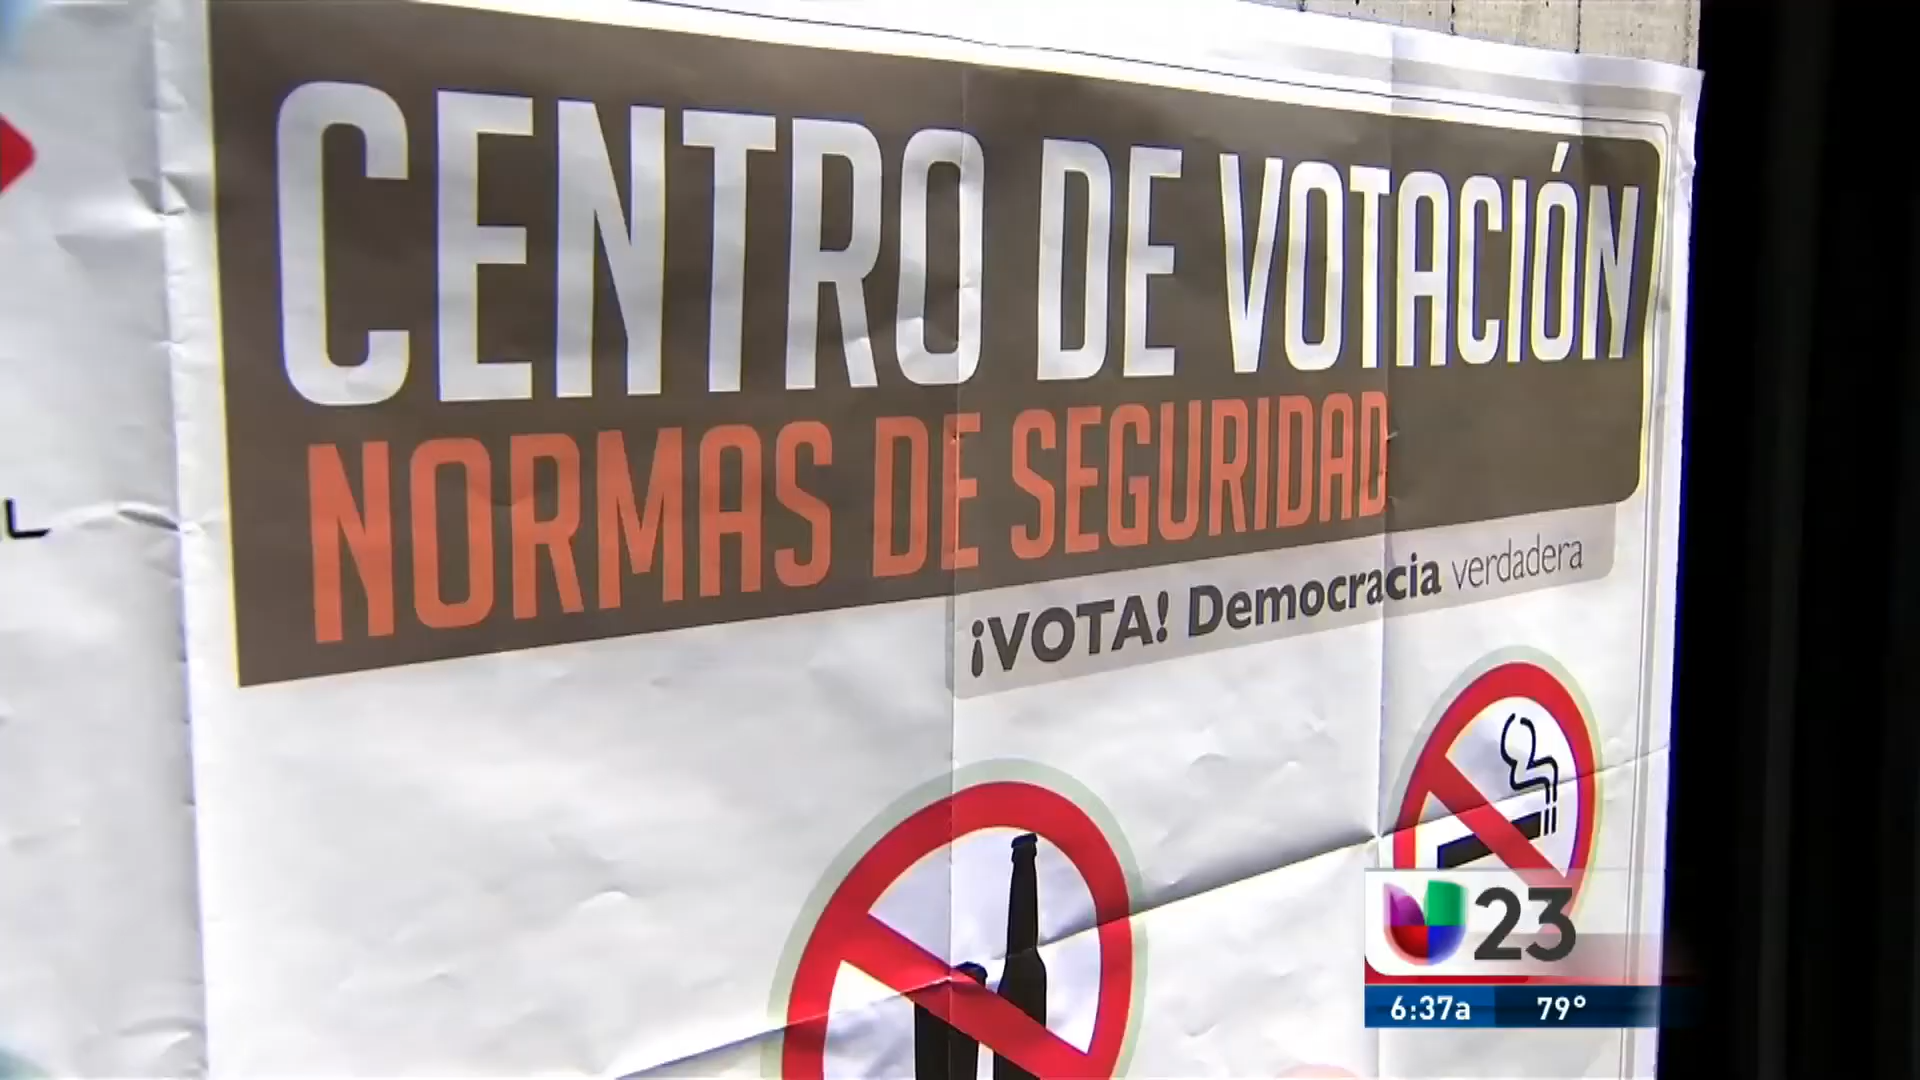 CENTRO DE VOTACIÓN
NORMAS DE SEGURIDAD
¡VOTA! Democracia verdadera
L
23
6:37a 79°